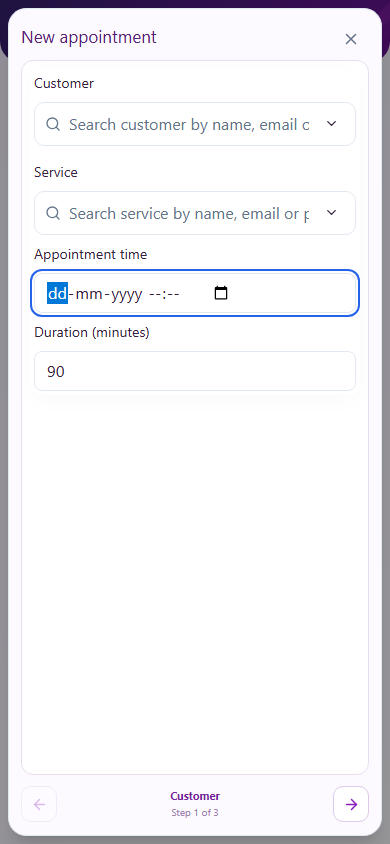 New appointment
Customer
Search customer by name, email o
Service
Search service by name, email or p
Appointment time
dd-mm-yyyy --:--
Duration (minutes)
90
Customer
Step 1 of 3